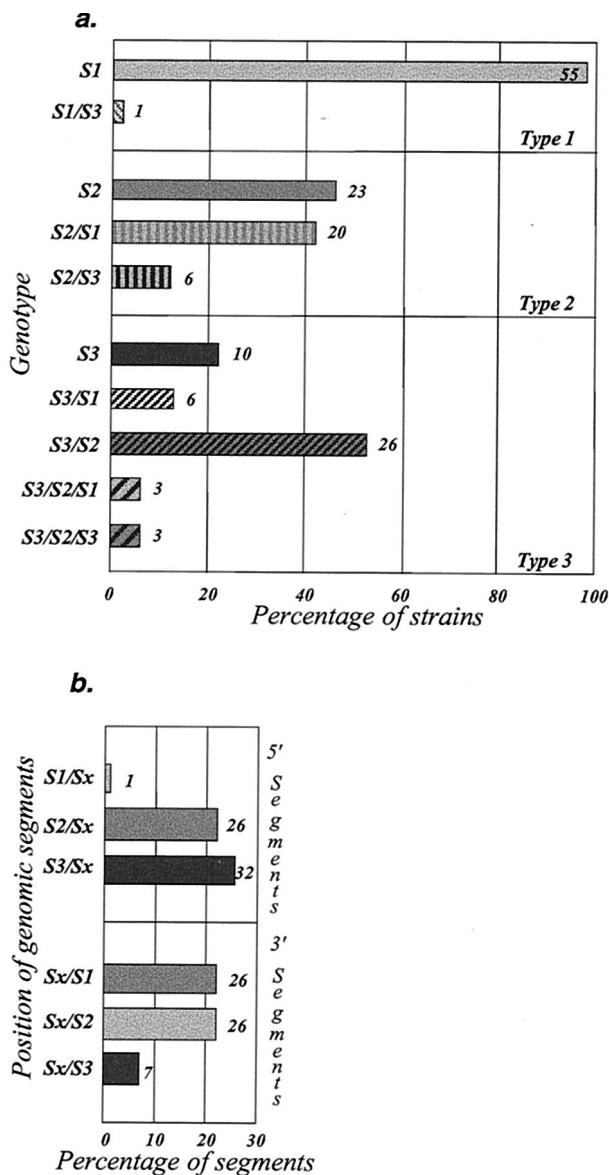 a.
S1
55
S1/S3
1
Type 1
S2
23
S2/S1
20
S2/S3
6
Type 2
S3
10
S3/S1
6
S3/S2
26
S3/S2/S1
3
S3/S2/S3
3
Type 3
Genotype
0 20 40 60 80 100
Percentage of strains
b.
S1/Sx
1
S2/Sx
26
S3/Sx
32
5' Segments
Sx/S1
26
Sx/S2
26
Sx/S3
7
3' Segments
Position of genomic segments
0 10 20 30
Percentage of segments